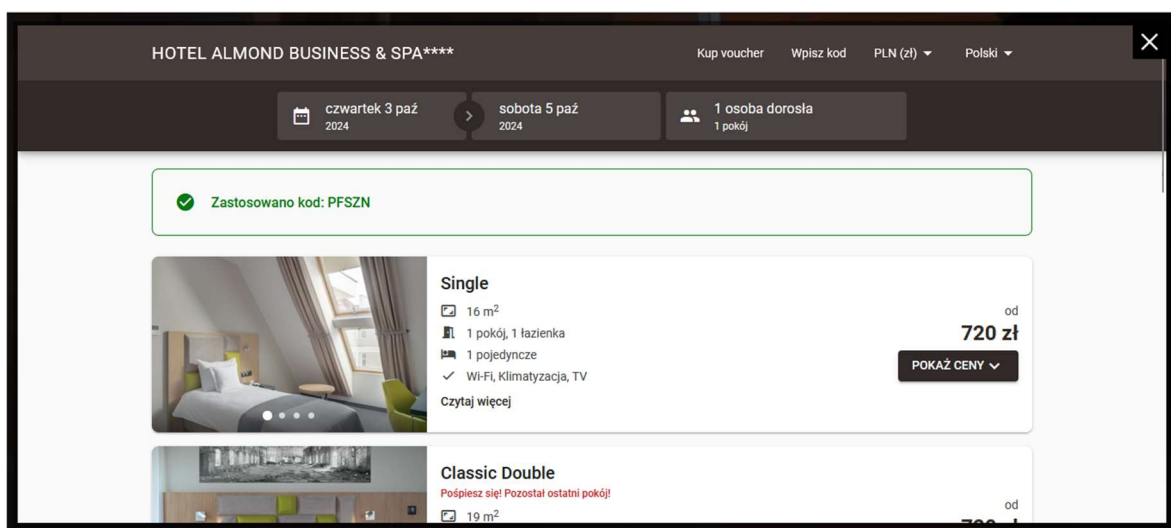 HOTEL ALMOND BUSINESS & SPA****
Kup voucher
Wpisz kod
PLN (zł)
Polski
czwartek 3 paź
2024
sobota 5 paź
2024
1 osoba dorosła
1 pokój
Zastosowano kod: PFSZN
Single
16 m²
1 pokój, 1 łazienka
1 pojedyncze
Wi-Fi, Klimatyzacja, TV
Czytaj więcej
od
720 zł
POKAŻ CENY
Classic Double
Pośpiesz się! Pozostał ostatni pokój!
19 m²
od